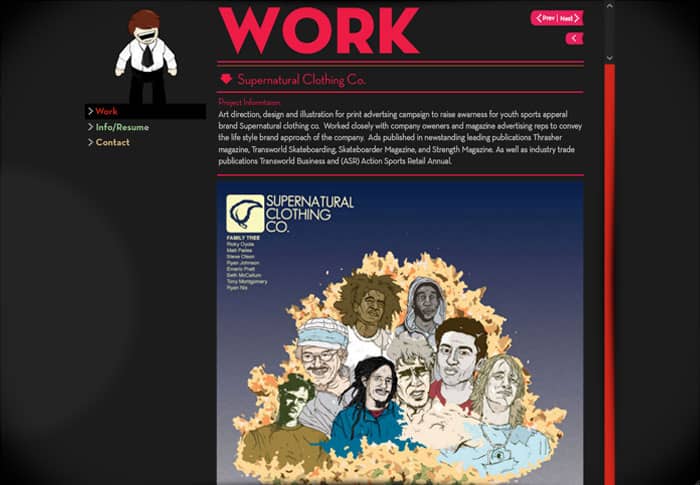 WORK
Prev | Next
Work
Info/Resume
Contact
Supernatural Clothing Co.
Project Information:
Art direction, design and illustration for print advertsing campaign to raise awarness for youth sports apperal
brand Supernatural clothing co. Worked closely with company oweners and magazine advertising reps to convey
the life style brand approach of the company. Ads published in newstanding leading publications Thrasher
magazine, Transworld Skateboarding, Skateboarder Magazine, and Strength Magazine. As well as industry trade
publications Transworld Business and (ASR) Action Sports Retail Annual.
SUPERNATURAL
CLOTHING
CO.
FAMILY TREE
Ricky Oyola
Matt Pailes
Steve Olson
Ryan Johnson
Emeric Pratt
Seth McCallum
Tony Montgomery
Ryan Nix